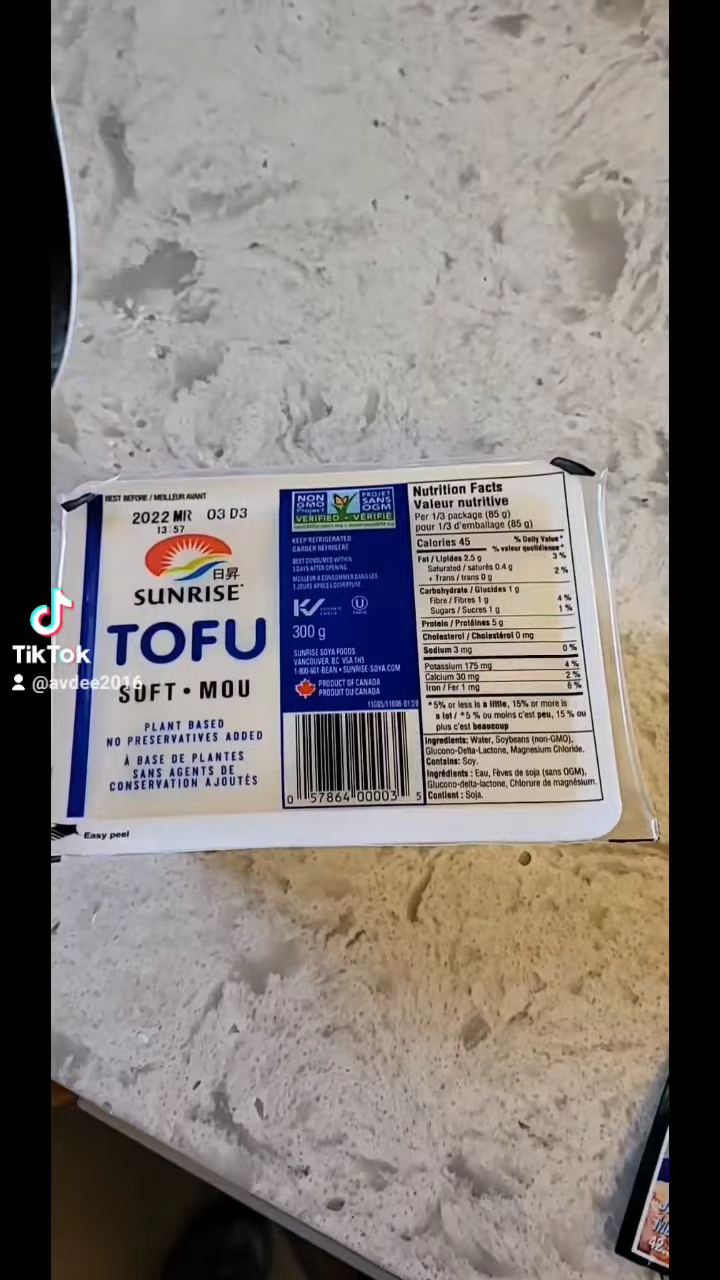 BEST BEFORE / MEILLEUR AVANT
2022 MR 03 D3
13:57
日昇
SUNRISE
TOFU
SOFT • MOU
PLANT BASED
NO PRESERVATIVES ADDED
À BASE DE PLANTES
SANS AGENTS DE
CONSERVATION AJOUTÉS
Easy peel
NON
GMO
Project
VERIFIED
PROJET
SANS
OGM
VERIFIÉ
KEEP REFRIGERATED
GARDER RÉFRIGÉRÉ
BEST CONSUMED WITHIN
3 DAYS AFTER OPENING
MEILLEUR À CONSOMMER DANS LES
3 JOURS APRÈS L'OUVERTURE
U
300 g
SUNRISE SOYA FOODS
VANCOUVER, BC V5A 1H5
1-800-661-BEAN • SUNRISE-SOYA.COM
PRODUCT OF CANADA
PRODUIT DU CANADA
0 57864 00003 5
Nutrition Facts
Valeur nutritive
Per 1/3 package (85 g)
pour 1/3 d'emballage (85 g)
Calories 45
% Daily Value*
% valeur quotidienne*
Fat / Lipides 2.5 g 3 %
Saturated / saturés 0.4 g
+ Trans / trans 0 g 2 %
Carbohydrate / Glucides 1 g
Fibre / Fibres 1 g 4 %
Sugars / Sucres 1 g 1 %
Protein / Protéines 5 g
Cholesterol / Cholestérol 0 mg
Sodium 3 mg 0 %
Potassium 175 mg 4 %
Calcium 30 mg 2 %
Iron / Fer 1 mg 6 %
*5% or less is a little, 15% or more is
a lot / *5 % ou moins c'est peu, 15 % ou
plus c'est beaucoup
Ingredients: Water, Soybeans (non-GMO),
Glucono-Delta-Lactone, Magnesium Chloride.
Contains: Soy.
Ingrédients : Eau, Fèves de soja (sans OGM),
Glucono-delta-lactone, Chlorure de magnésium.
Contient : Soja.
TikTok
@avdee2016